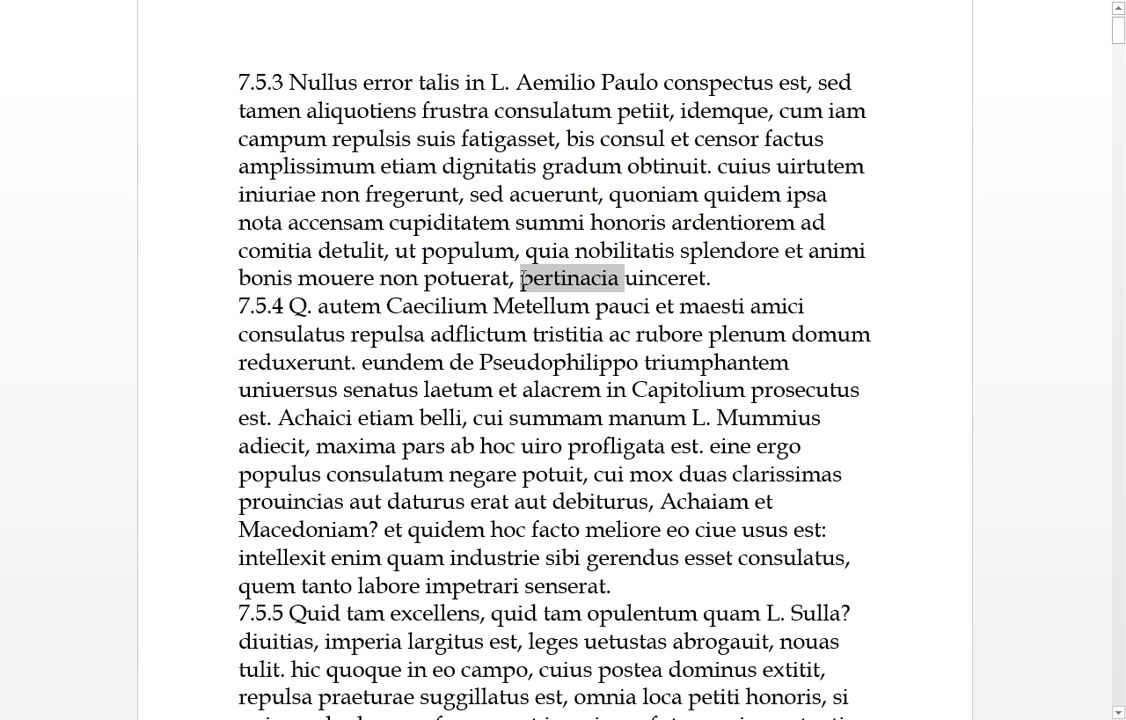 7.5.3 Nullus error talis in L. Aemilio Paulo conspectus est, sed
tamen aliquotiens frustra consulatum petiit, idemque, cum iam
campum repulsis suis fatigasset, bis consul et censor factus
amplissimum etiam dignitatis gradum obtinuit. cuius uirtutem
iniuriae non fregerunt, sed acuerunt, quoniam quidem ipsa
nota accensam cupiditatem summi honoris ardentiorem ad
comitia detulit, ut populum, quia nobilitatis splendore et animi
bonis mouere non potuerat, pertinacia uinceret.
7.5.4 Q. autem Caecilium Metellum pauci et maesti amici
consulatus repulsa adflictum tristitia ac rubore plenum domum
reduxerunt. eundem de Pseudophilippo triumphantem
uniuersus senatus laetum et alacrem in Capitolium prosecutus
est. Achaici etiam belli, cui summam manum L. Mummius
adiecit, maxima pars ab hoc uiro profligata est. eine ergo
populus consulatum negare potuit, cui mox duas clarissimas
prouincias aut daturus erat aut debiturus, Achaiam et
Macedoniam? et quidem hoc facto meliore eo ciue usus est:
intellexit enim quam industrie sibi gerendus esset consulatus,
quem tanto labore impetrari senserat.
7.5.5 Quid tam excellens, quid tam opulentum quam L. Sulla?
diuitias, imperia largitus est, leges uetustas abrogauit, nouas
tulit. hic quoque in eo campo, cuius postea dominus extitit,
repulsa praeturae suggillatus est, omnia loca petiti honoris, si